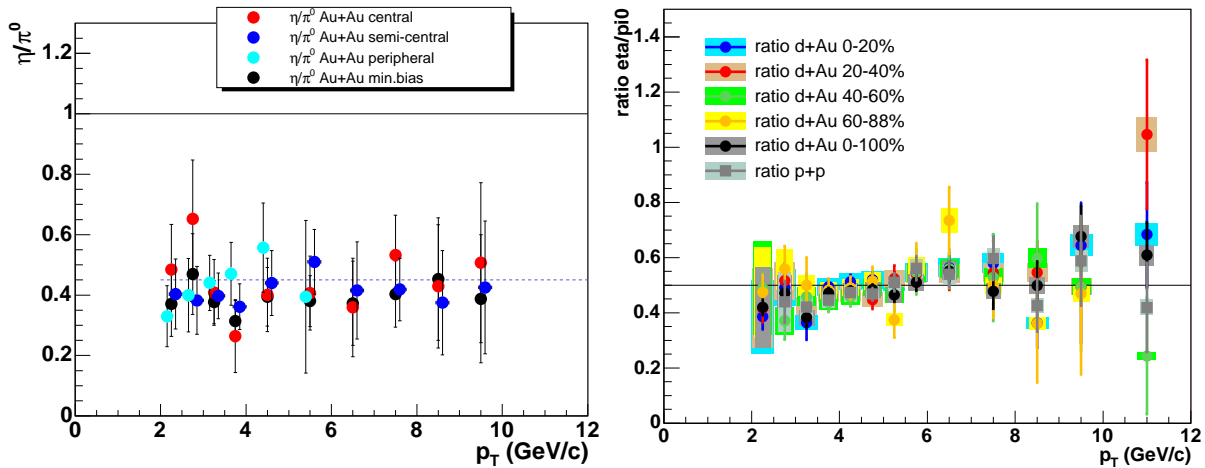 η/π⁰
η/π⁰ Au+Au central
η/π⁰ Au+Au semi-central
η/π⁰ Au+Au peripheral
η/π⁰ Au+Au min.bias
1.2
1
0.8
0.6
0.4
0.2
0
0 2 4 6 8 10 12
p_T (GeV/c)
ratio eta/pi0
ratio d+Au 0-20%
ratio d+Au 20-40%
ratio d+Au 40-60%
ratio d+Au 60-88%
ratio d+Au 0-100%
ratio p+p
1.4
1.2
1
0.8
0.6
0.4
0.2
0
0 2 4 6 8 10 12
p_T (GeV/c)